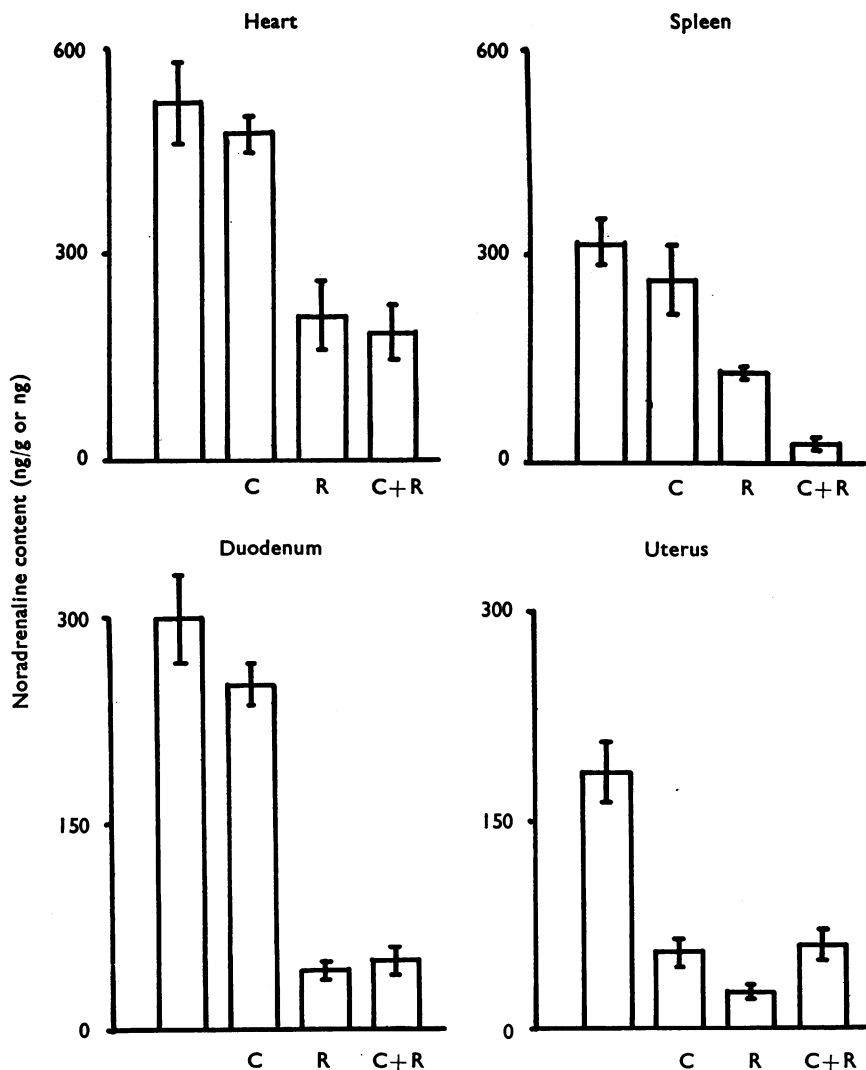 Heart
Spleen
Noradrenaline content (ng/g or ng)
600
300
0
C R C+R
600
300
0
C R C+R
Duodenum
Uterus
300
150
0
C R C+R
300
150
0
C R C+R